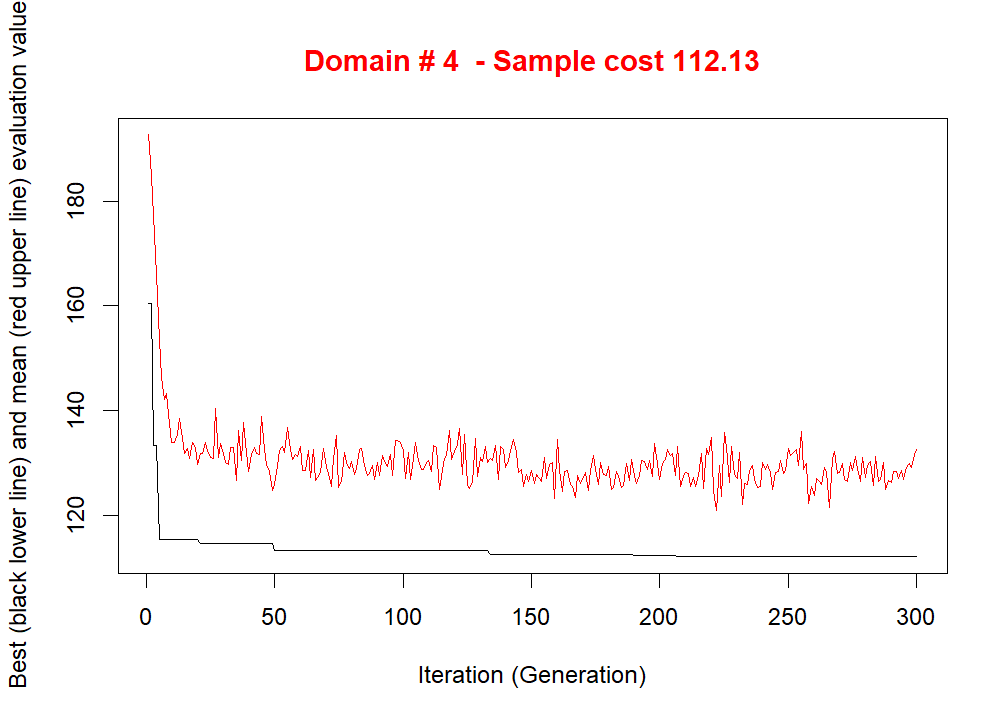 Domain # 4  - Sample cost 112.13
Best (black lower line) and mean (red upper line) evaluation value
180
160
140
120
0 50 100 150 200 250 300
Iteration (Generation)